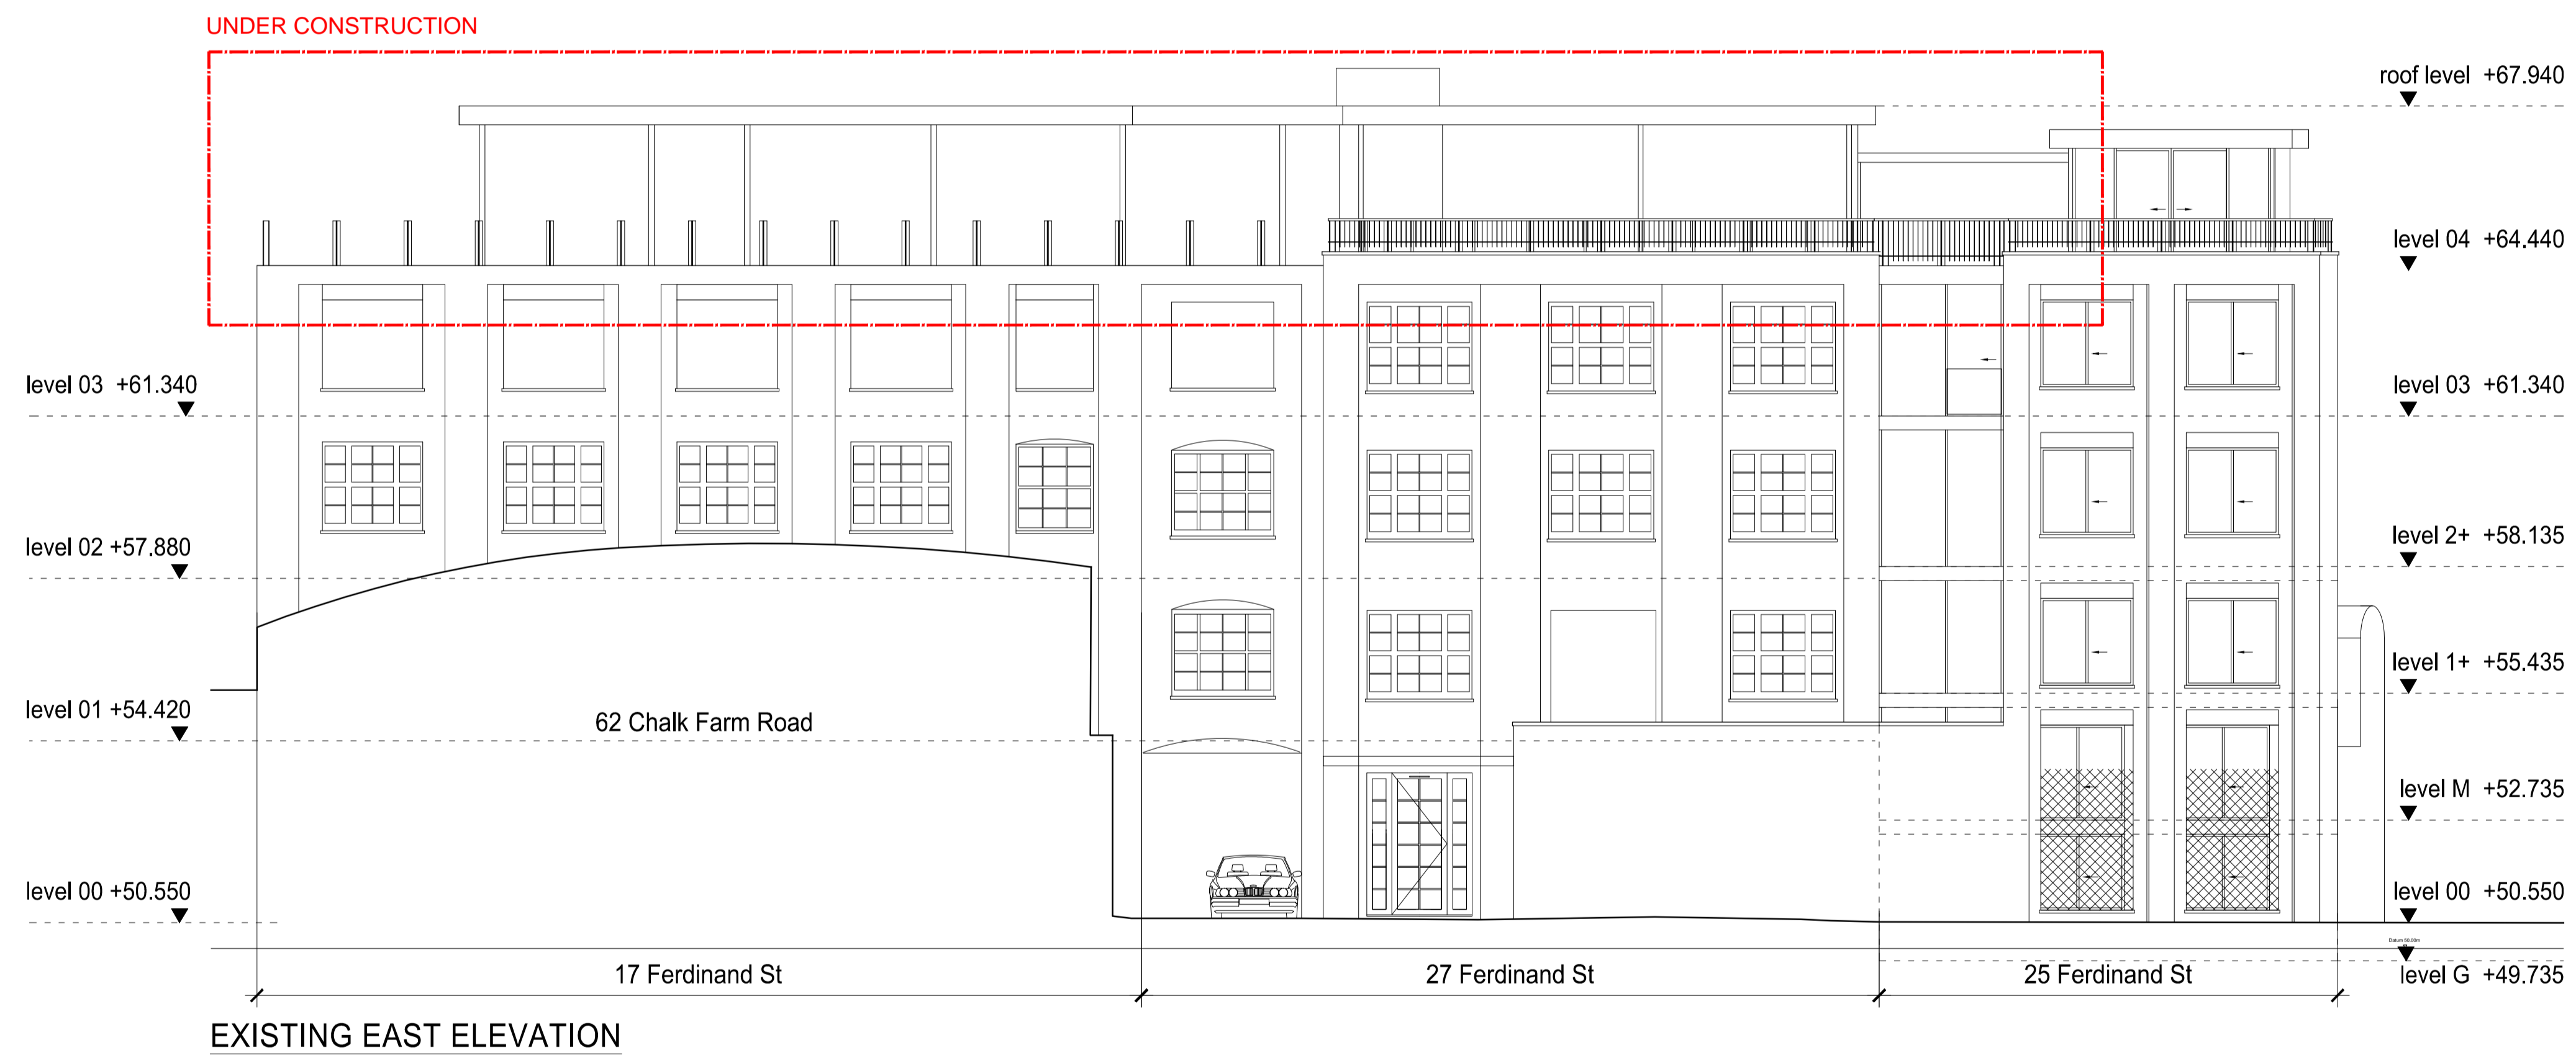 UNDER CONSTRUCTION
roof level +67.940
level 04 +64.440
level 03 +61.340
level 03 +61.340
level 02 +57.880
level 2+ +58.135
level 1+ +55.435
level 01 +54.420
62 Chalk Farm Road
level M +52.735
level 00 +50.550
level 00 +50.550
Datum 50.00m
17 Ferdinand St
27 Ferdinand St
25 Ferdinand St
level G +49.735
EXISTING EAST ELEVATION